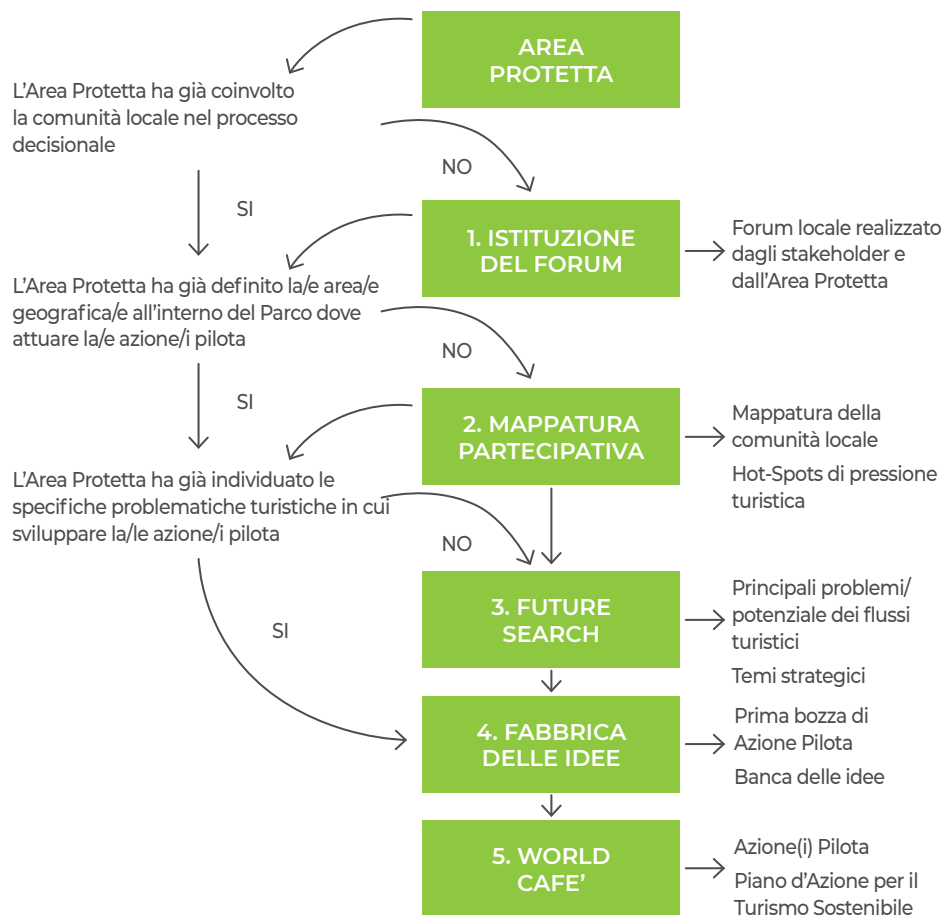 AREA
PROTETTA
L’Area Protetta ha già coinvolto
la comunità locale nel processo
decisionale
NO
SI
1. ISTITUZIONE
DEL FORUM
Forum locale realizzato
dagli stakeholder e
dall’Area Protetta
L’Area Protetta ha già definito la/e area/e
geografica/e all’interno del Parco dove
attuare la/e azione/i pilota
NO
SI
2. MAPPATURA
PARTECIPATIVA
Mappatura della
comunità locale
Hot-Spots di pressione
turistica
L’Area Protetta ha già individuato le
specifiche problematiche turistiche in cui
sviluppare la/le azione/i pilota
NO
SI
3. FUTURE
SEARCH
Principali problemi/
potenziale dei flussi
turistici
Temi strategici
4. FABBRICA
DELLE IDEE
Prima bozza di
Azione Pilota
Banca delle idee
5. WORLD
CAFE’
Azione(i) Pilota
Piano d’Azione per il
Turismo Sostenibile